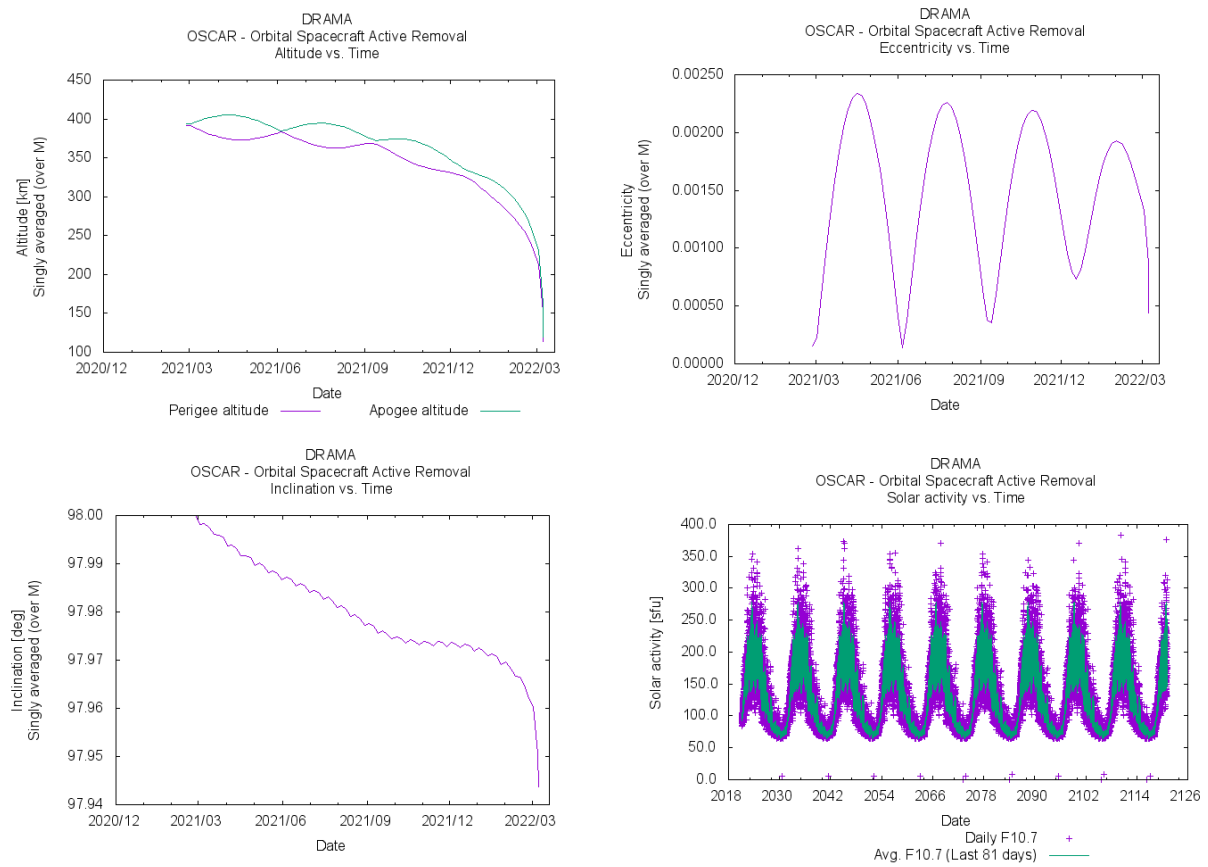 DRAMA
OSCAR - Orbital Spacecraft Active Removal
Altitude vs. Time
450
400
350
300
250
200
150
100
Altitude [km]
Singly averaged (over M)
2020/12 2021/03 2021/06 2021/09 2021/12 2022/03
Date
Perigee altitude Apogee altitude
DRAMA
OSCAR - Orbital Spacecraft Active Removal
Eccentricity vs. Time
0.00250
0.00200
0.00150
0.00100
0.00050
0.00000
Eccentricity
Singly averaged (over M)
2020/12 2021/03 2021/06 2021/09 2021/12 2022/03
Date
DRAMA
OSCAR - Orbital Spacecraft Active Removal
Inclination vs. Time
98.00
97.99
97.98
97.97
97.96
97.95
97.94
Inclination [deg]
Singly averaged (over M)
2020/12 2021/03 2021/06 2021/09 2021/12 2022/03
Date
DRAMA
OSCAR - Orbital Spacecraft Active Removal
Solar activity vs. Time
400.0
350.0
300.0
250.0
200.0
150.0
100.0
50.0
0.0
Solar activity [sfu]
2018 2030 2042 2054 2066 2078 2090 2102 2114 2126
Date
Daily F10.7
Avg. F10.7 (Last 81 days)